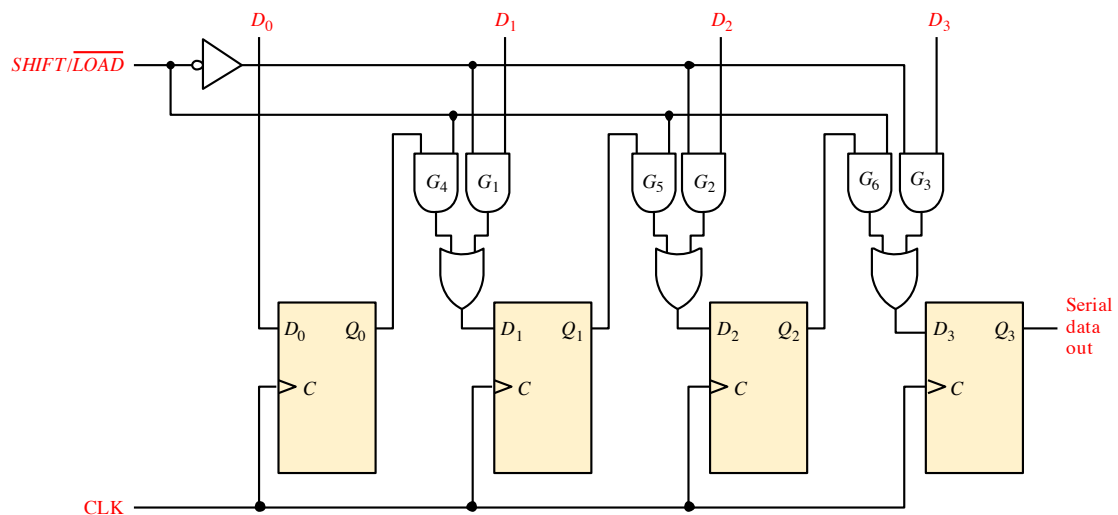 D₀ D₁ D₂ D₃
SHIFT/L̅O̅A̅D̅
G₄ G₁ G₅ G₂ G₆ G₃
D₀ Q₀ D₁ Q₁ D₂ Q₂ D₃ Q₃
Serial
data
out
C C C C
CLK